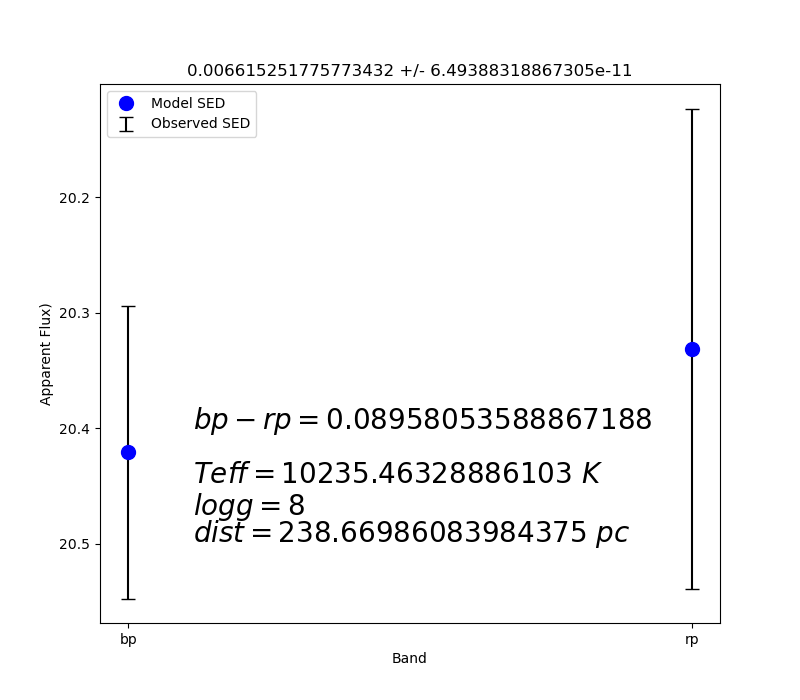 0.006615251775773432 +/- 6.49388318867305e-11
Model SED
Observed SED
20.2
20.3
20.4
20.5
Apparent Flux)
bp − rp = 0.08958053588867188
Teff = 10235.46328886103 K
logg = 8
dist = 238.66986083984375 pc
bp
rp
Band